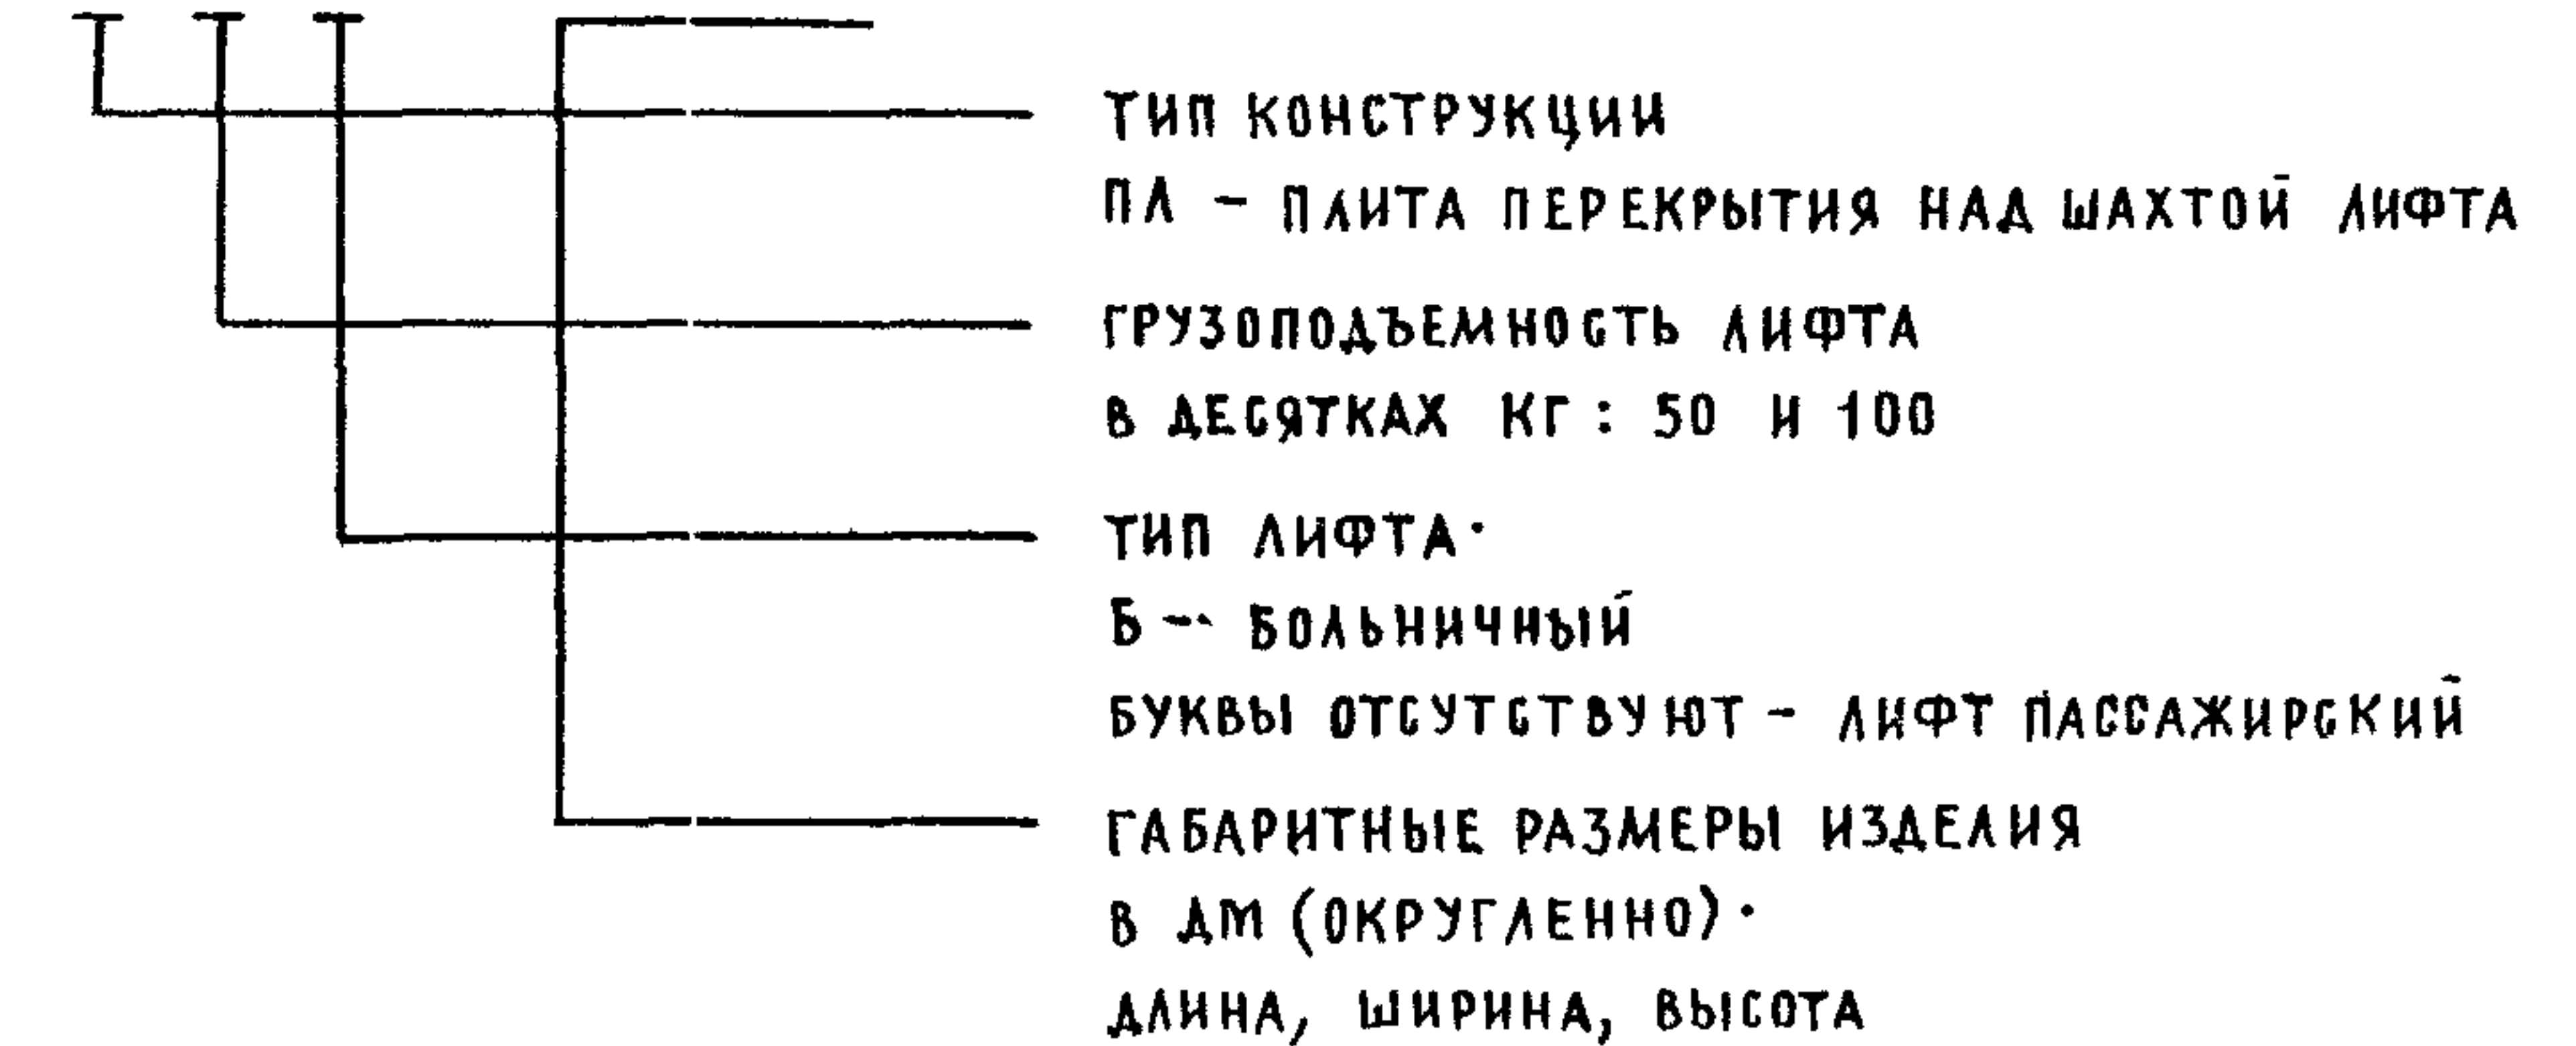 ТИП КОНСТРУКЦИИ
ПЛ - ПЛИТА ПЕРЕКРЫТИЯ НАД ШАХТОЙ ЛИФТА
ГРУЗОПОДЪЕМНОСТЬ ЛИФТА
В ДЕСЯТКАХ КГ: 50 И 100
ТИП ЛИФТА·
Б -- БОЛЬНИЧНЫЙ
БУКВЫ ОТСУТСТВУЮТ - ЛИФТ ПАССАЖИРСКИЙ
ГАБАРИТНЫЕ РАЗМЕРЫ ИЗДЕЛИЯ
В ДМ (ОКРУГЛЕННО)·
ДЛИНА, ШИРИНА, ВЫСОТА